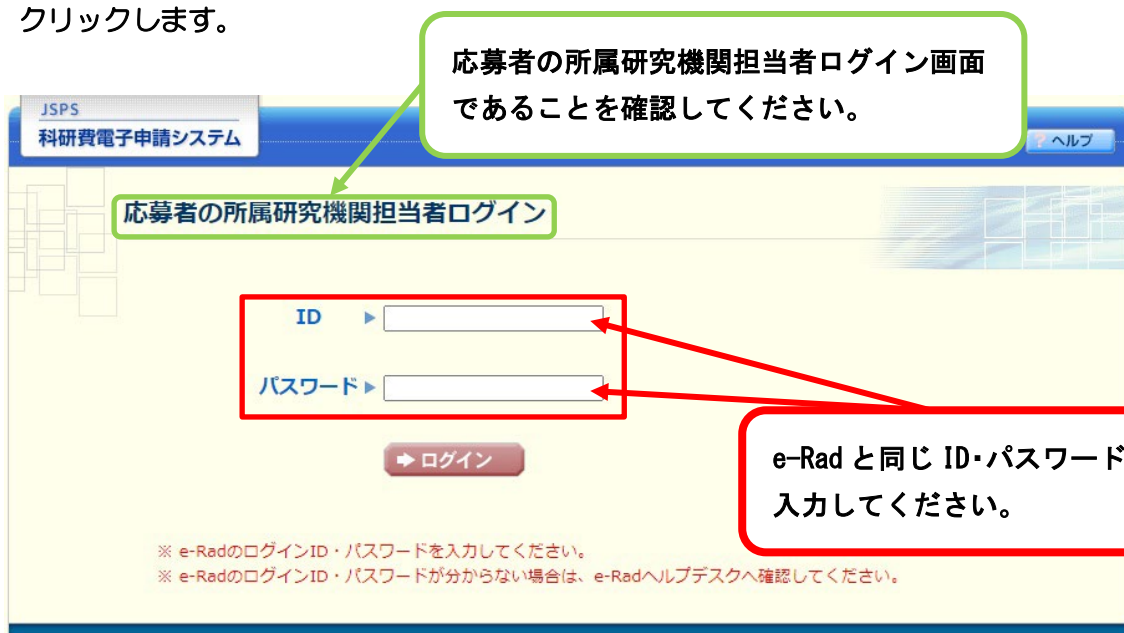 クリックします。
応募者の所属研究機関担当者ログイン画面
であることを確認してください。
JSPS
科研費電子申請システム
? ヘルプ
応募者の所属研究機関担当者ログイン
ID
パスワード
ログイン
e-Rad と同じ ID・パスワード
入力してください。
※ e-RadのログインID・パスワードを入力してください。
※ e-RadのログインID・パスワードが分からない場合は、e-Radヘルプデスクへ確認してください。